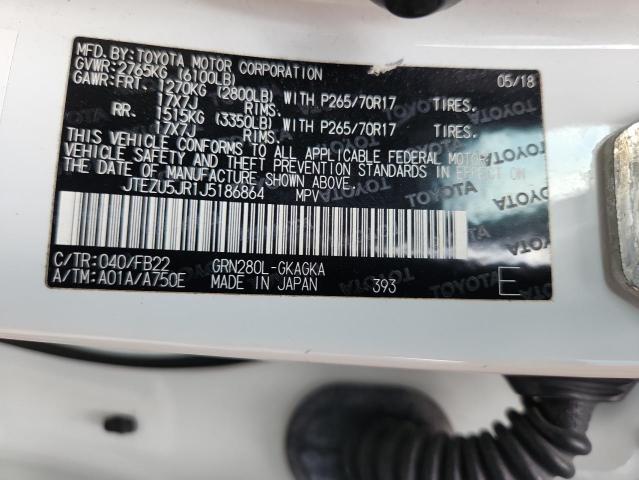 MFD.BY:TOYOTA MOTOR CORPORATION 05/18
GVWR:2765KG (6100LB)
GAWR:FRT. 1270KG (2800LB) WITH P265/70R17 TIRES.
17X7J RIMS.
RR. 1515KG (3350LB) WITH P265/70R17 TIRES.
17X7J RIMS.
THIS VEHICLE CONFORMS TO ALL APPLICABLE FEDERAL MOTOR
VEHICLE SAFETY AND THEFT PREVENTION STANDARDS IN EFFECT ON
THE DATE OF MANUFACTURE SHOWN ABOVE.
JTEZU5JR1J5186864 MPV
C/TR:040/FB22 GRN280L-GKAGKA
A/TM:A01A/A750E MADE IN JAPAN 393 E